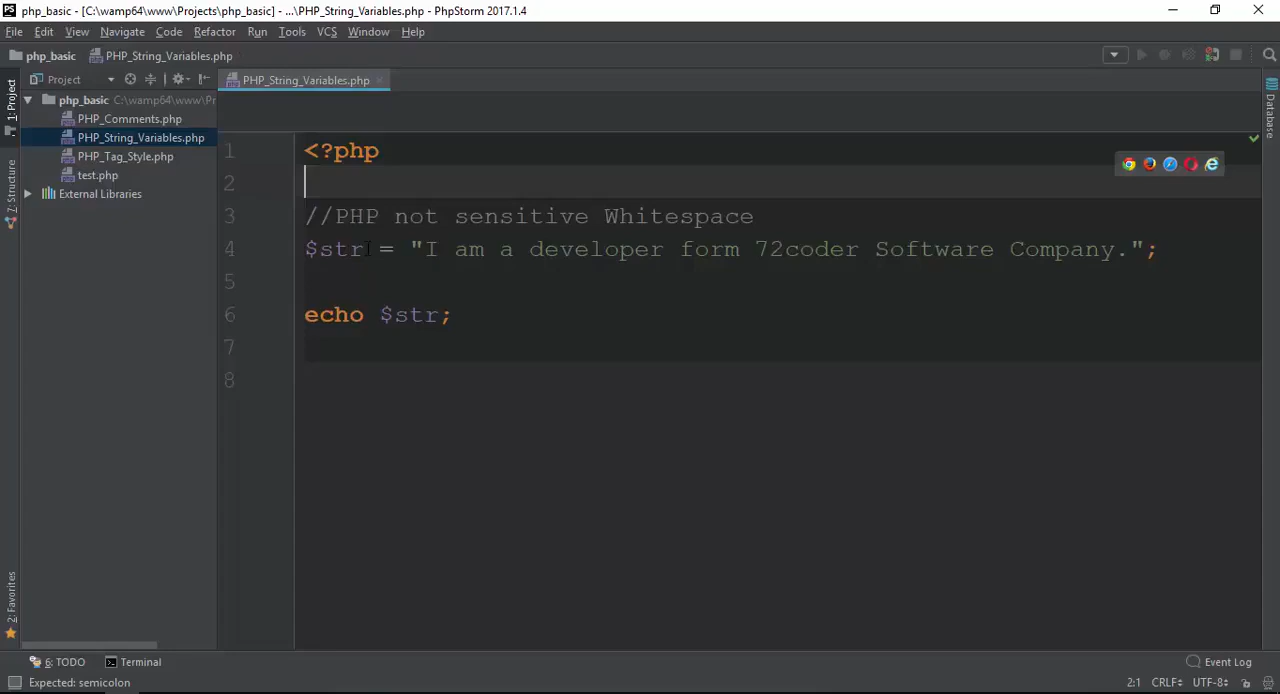 php_basic - [C:\wamp64\www\Projects\php_basic] - ...\PHP_String_Variables.php - PhpStorm 2017.1.4
File Edit View Navigate Code Refactor Run Tools VCS Window Help
php_basic PHP_String_Variables.php
Project PHP_String_Variables.php
1: Project
php_basic C:\wamp64\www\Pr
PHP_Comments.php
PHP_String_Variables.php
PHP_Tag_Style.php
test.php
External Libraries
7: Structure
2: Favorites
Database
1 <?php
2
3 //PHP not sensitive Whitespace
4 $str = "I am a developer form 72coder Software Company.";
5
6 echo $str;
7
8
6: TODO Terminal Event Log
Expected: semicolon 2:1 CRLF UTF-8